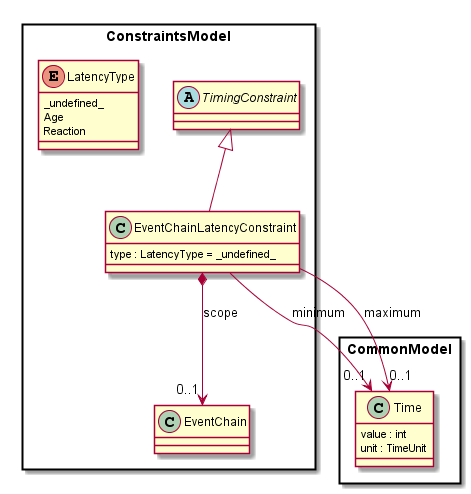 ConstraintsModel
E LatencyType
_undefined_
Age
Reaction
A TimingConstraint
C EventChainLatencyConstraint
type : LatencyType = _undefined_
scope
minimum
maximum
0..1
C EventChain
CommonModel
0..1
0..1
C Time
value : int
unit : TimeUnit